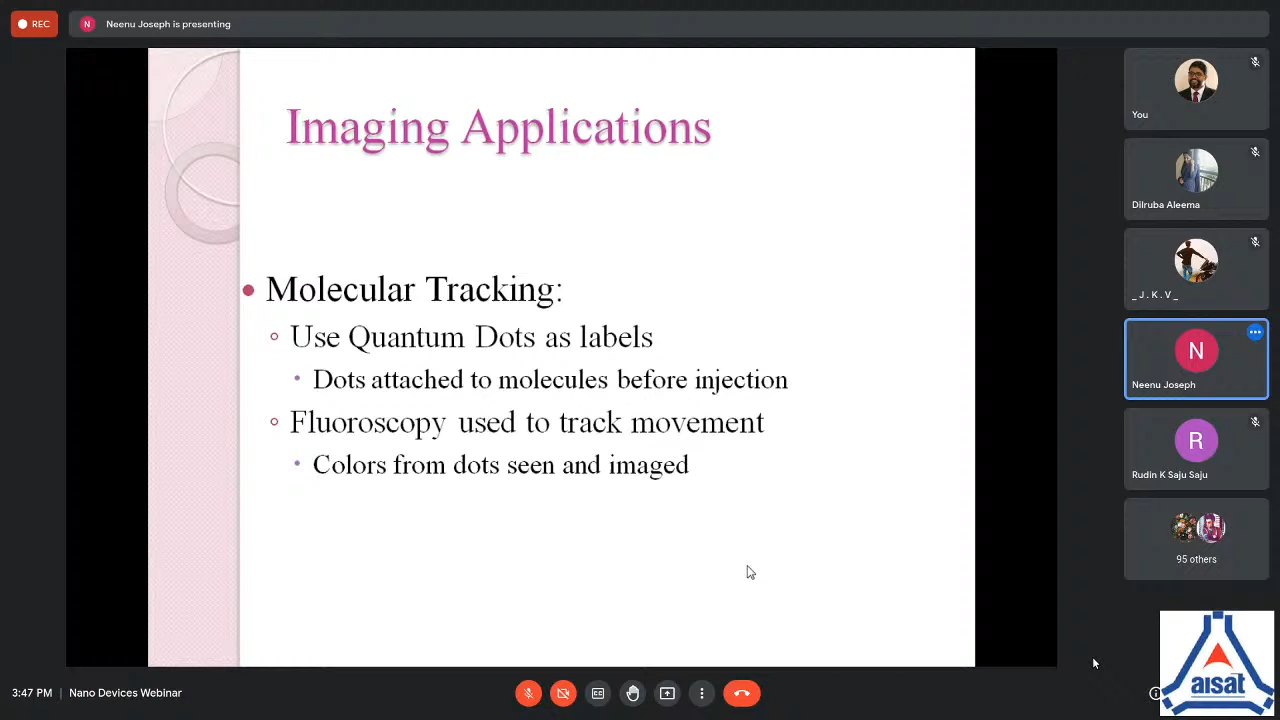 REC
N
Neenu Joseph is presenting
Imaging Applications
Molecular Tracking:
Use Quantum Dots as labels
Dots attached to molecules before injection
Fluoroscopy used to track movement
Colors from dots seen and imaged
You
Dilruba Aleema
_ J . K . V _
N
Neenu Joseph
R
Rudin K Saju Saju
95 others
3:47 PM | Nano Devices Webinar
CC
aisat